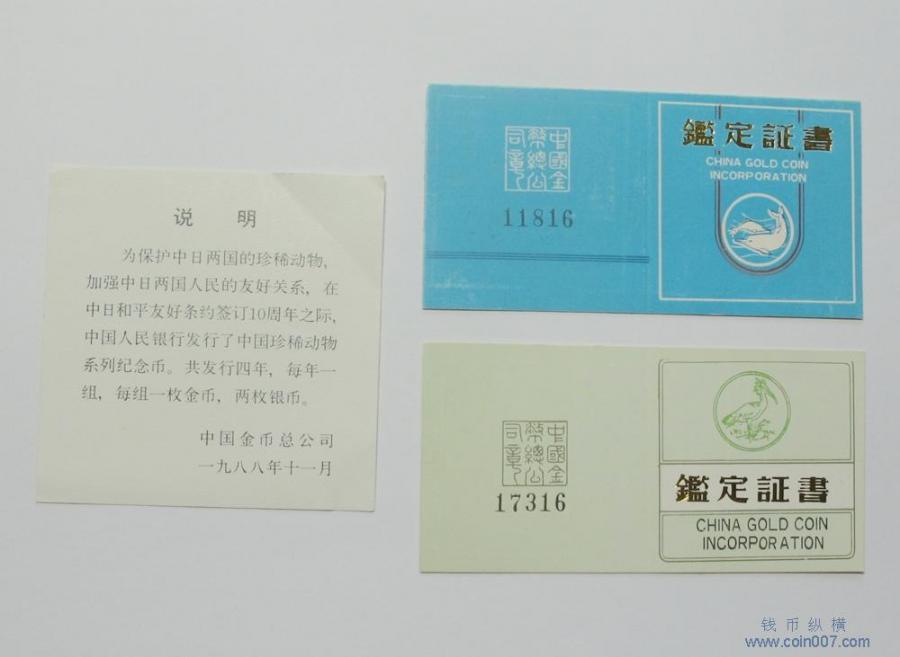 说 明
为保护中日两国的珍稀动物,
加强中日两国人民的友好关系, 在
中日和平友好条约签订10周年之际,
中国人民银行发行了中国珍稀动物
系列纪念币。共发行四年, 每年一
组, 每组一枚金币, 两枚银币。
中国金币总公司
一九八八年十一月
中國金
幣總公
司章
11816
鑑定証書
CHINA GOLD COIN
INCORPORATION
中國金
幣總公
司章
17316
鑑定証書
CHINA GOLD COIN
INCORPORATION
钱币纵横
www.coin007.com